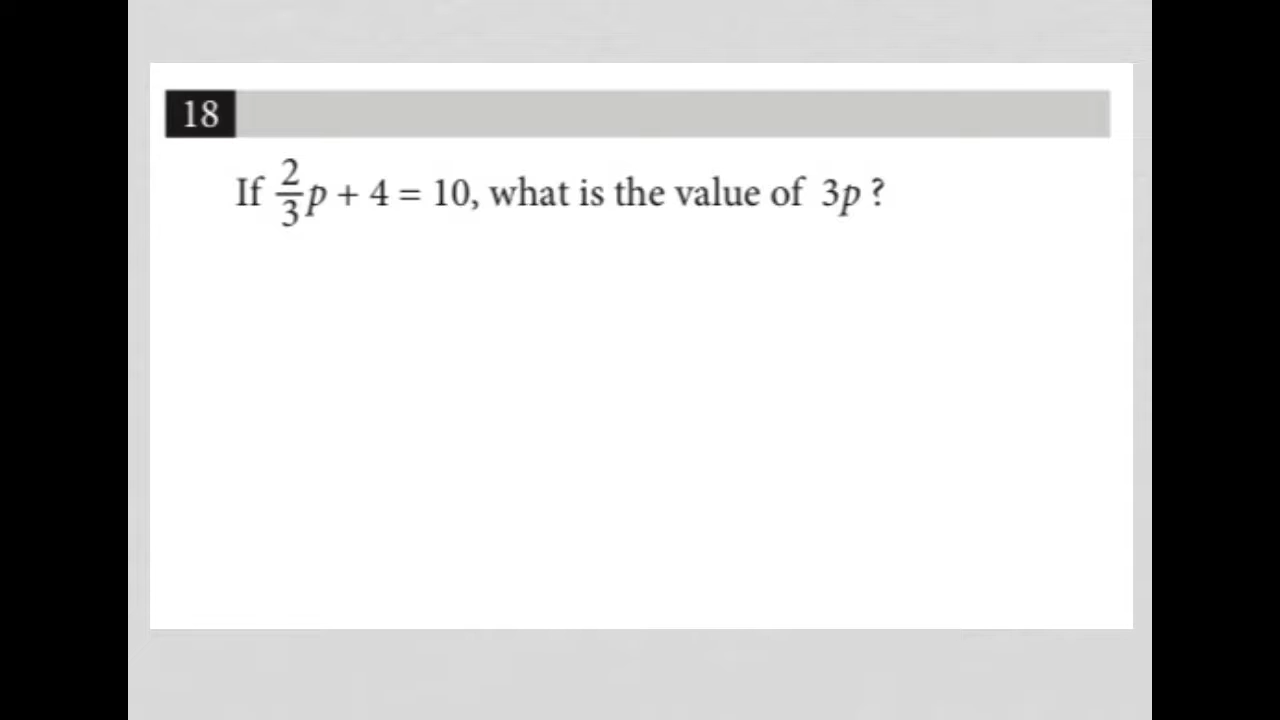 18
If 2/3 p + 4 = 10, what is the value of 3p ?